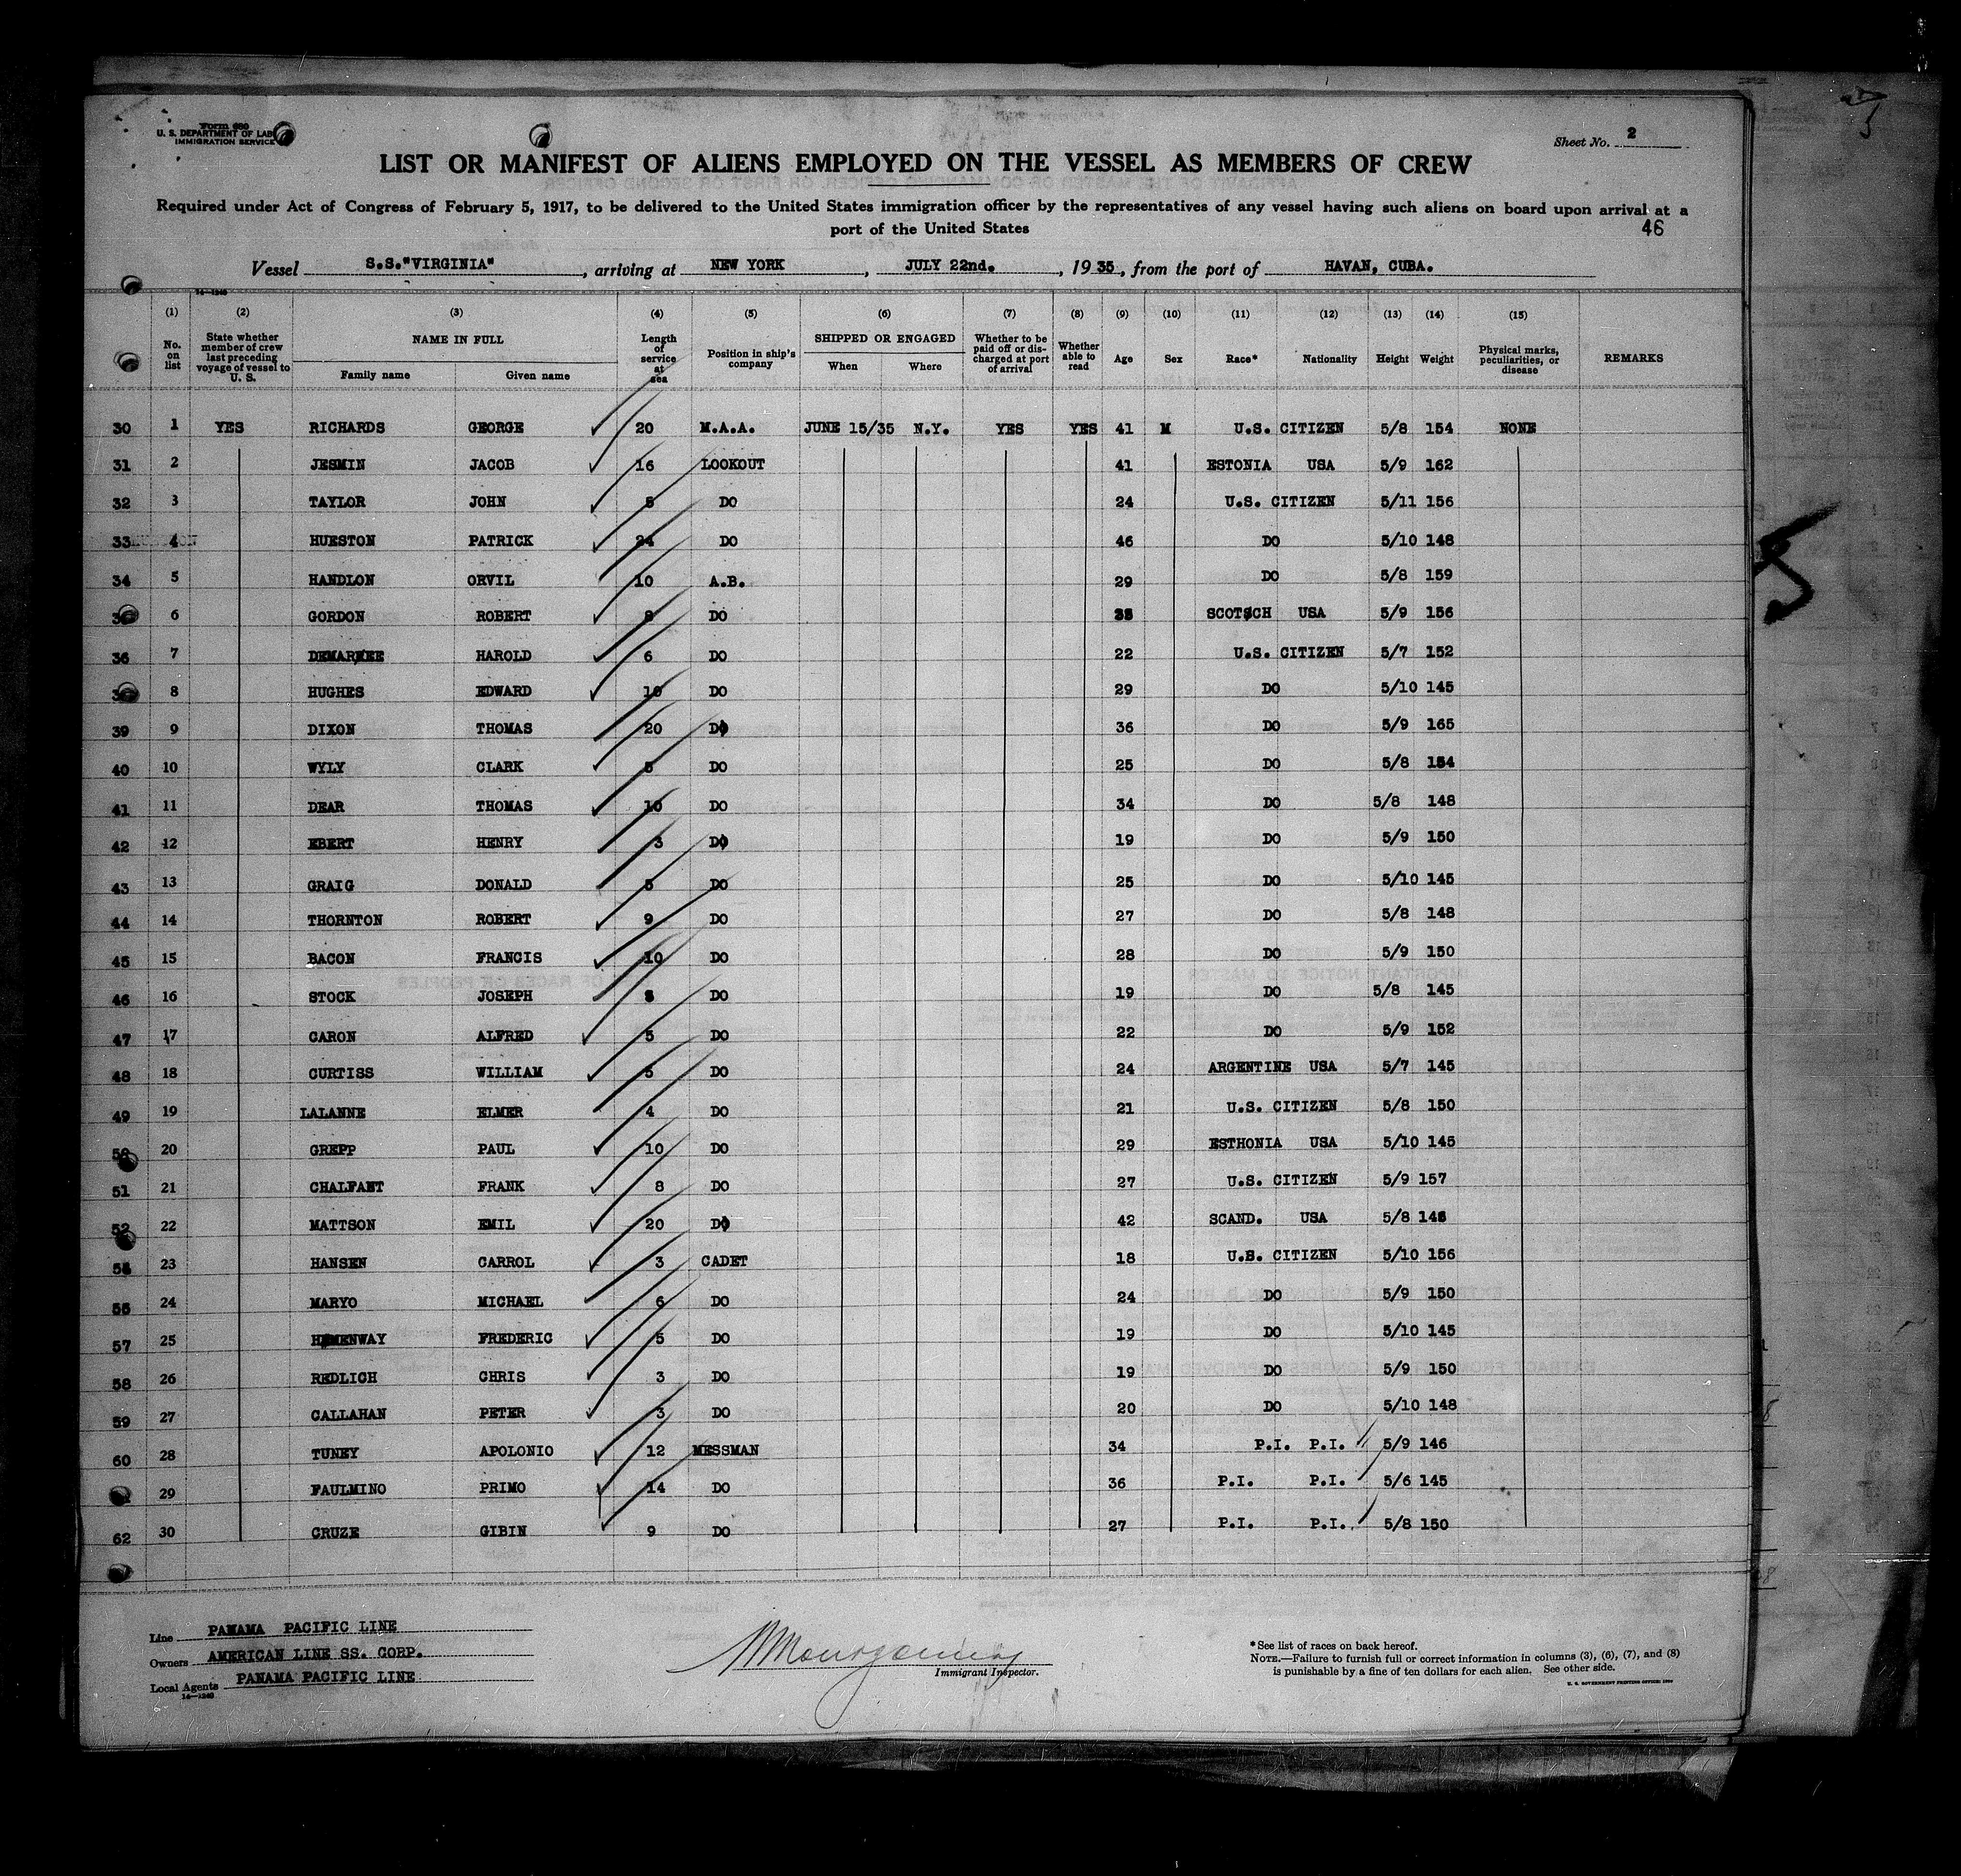 Form 680
U. S. DEPARTMENT OF LAB
IMMIGRATION SERVICE
Sheet No. 2
LIST OR MANIFEST OF ALIENS EMPLOYED ON THE VESSEL AS MEMBERS OF CREW
Required under Act of Congress of February 5, 1917, to be delivered to the United States immigration officer by the representatives of any vessel having such aliens on board upon arrival at a
port of the United States
46
Vessel S.S."VIRGINIA", arriving at NEW YORK, JULY 22nd., 1935, from the port of HAVAN, CUBA.
14—1240
(1) (2) (3) (4) (5) (6) (7) (8) (9) (10) (11) (12) (13) (14) (15)
No. on list State whether member of crew last preceding voyage of vessel to U. S. NAME IN FULL Family name Given name Length of service at sea Position in ship's company SHIPPED OR ENGAGED When Where Whether to be paid off or discharged at port of arrival Whether able to read Age Sex Race* Nationality Height Weight Physical marks, peculiarities, or disease REMARKS
30 1 YES RICHARDS GEORGE 20 M.A.A. JUNE 15/35 N.Y. YES YES 41 M U.S. CITIZEN 5/8 154 NONE
31 2 JESMIN JACOB 16 LOOKOUT 41 ESTONIA USA 5/9 162
32 3 TAYLOR JOHN 5 DO 24 U.S. CITIZEN 5/11 156
33 4 HUESTON PATRICK 24 DO 46 DO 5/10 148
34 5 HANDLON ORVIL 10 A.B. 29 DO 5/8 159
6 GORDON ROBERT 8 DO SCOTSCH USA 5/9 156
36 7 DEMARKEE HAROLD 6 DO 22 U.S. CITIZEN 5/7 152
8 HUGHES EDWARD 10 DO 29 DO 5/10 145
39 9 DIXON THOMAS 20 DO 36 DO 5/9 165
40 10 WYLY CLARK 5 DO 25 DO 5/8 154
41 11 DEAR THOMAS 10 DO 34 DO 5/8 148
42 12 EBERT HENRY 3 DO 19 DO 5/9 150
43 13 GRAIG DONALD 5 DO 25 DO 5/10 145
44 14 THORNTON ROBERT 9 DO 27 DO 5/8 148
45 15 BACON FRANCIS 10 DO 28 DO 5/9 150
46 16 STOCK JOSEPH DO 19 DO 5/8 145
47 17 CARON ALFRED 5 DO 22 DO 5/9 152
48 18 CURTISS WILLIAM 5 DO 24 ARGENTINE USA 5/7 145
49 19 LALANNE ELMER 4 DO 21 U.S. CITIZEN 5/8 150
50 20 GREPP PAUL 10 DO 29 ESTHONIA USA 5/10 145
51 21 CHALFANT FRANK 8 DO 27 U.S. CITIZEN 5/9 157
52 22 MATTSON EMIL 20 DO 42 SCAND. USA 5/8
23 HANSEN CARROL 3 CADET 18 U.S. CITIZEN 5/10 156
24 MARYO MICHAEL 6 DO 24 DO 5/9 150
57 25 HEMENWAY FREDERIC 5 DO 19 DO 5/10 145
58 26 REDLICH CHRIS 3 DO 19 DO 5/9 150
59 27 CALLAHAN PETER 3 DO 20 DO 5/10 148
60 28 TUNEY APOLONIO 12 MESSMAN 34 P.I. P.I. 5/9 146
29 FAULMINO PRIMO 14 DO 36 P.I. P.I. 5/6 145
62 30 CRUZE GIBIN 9 DO 27 P.I. P.I. 5/8 150
Line PANAMA PACIFIC LINE
Owners AMERICAN LINE SS. CORP.
Local Agents PANAMA PACIFIC LINE
14—1240
Immigrant Inspector.
*See list of races on back hereof.
NOTE.—Failure to furnish full or correct information in columns (3), (6), (7), and (8)
is punishable by a fine of ten dollars for each alien. See other side.
U. S. GOVERNMENT PRINTING OFFICE: